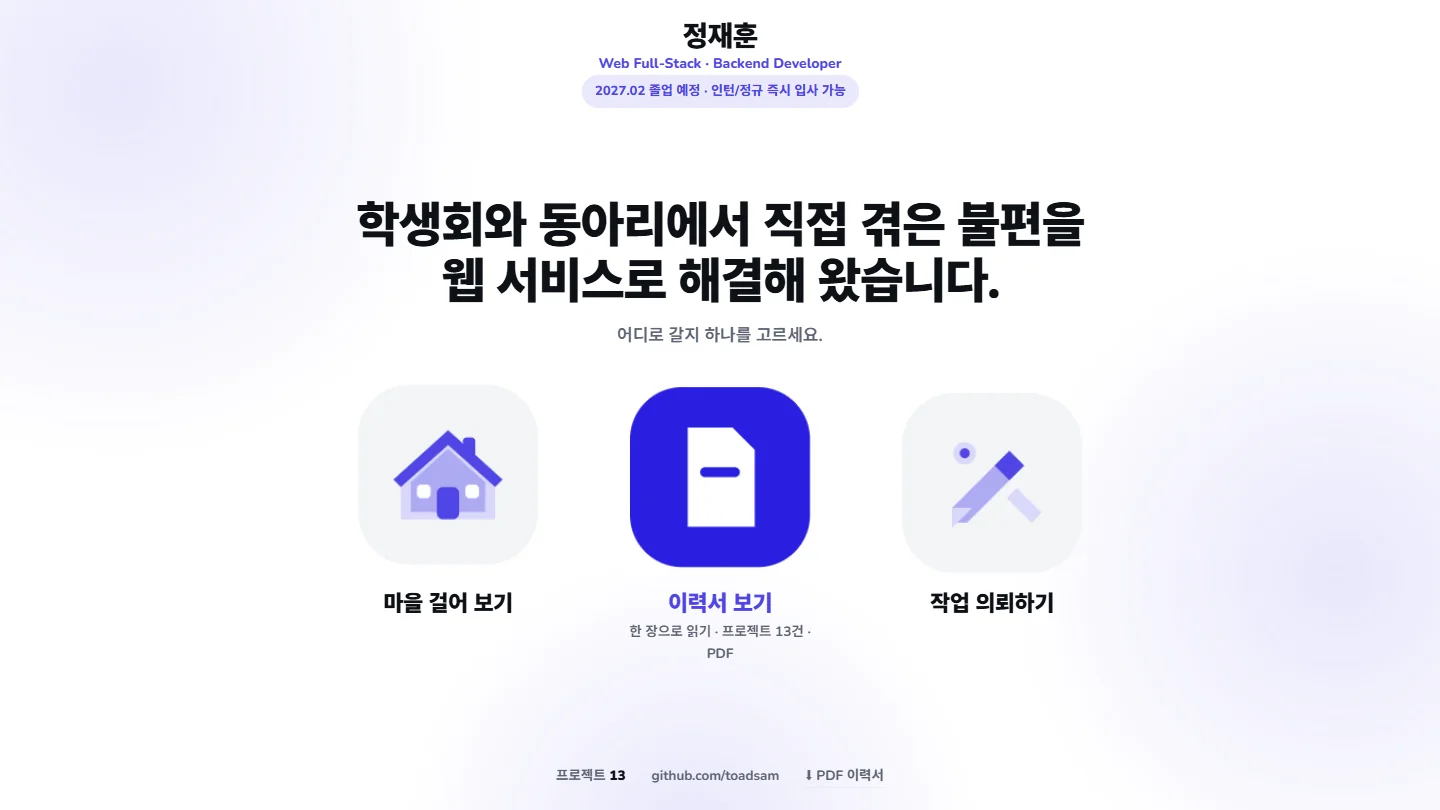 정재훈
Web Full-Stack · Backend Developer
2027.02 졸업 예정 · 인턴/정규 즉시 입사 가능
학생회와 동아리에서 직접 겪은 불편을
웹 서비스로 해결해 왔습니다.
어디로 갈지 하나를 고르세요.
마을 걸어 보기
이력서 보기
한 장으로 읽기 · 프로젝트 13건 ·
PDF
작업 의뢰하기
프로젝트 13
github.com/toadsam
⬇ PDF 이력서